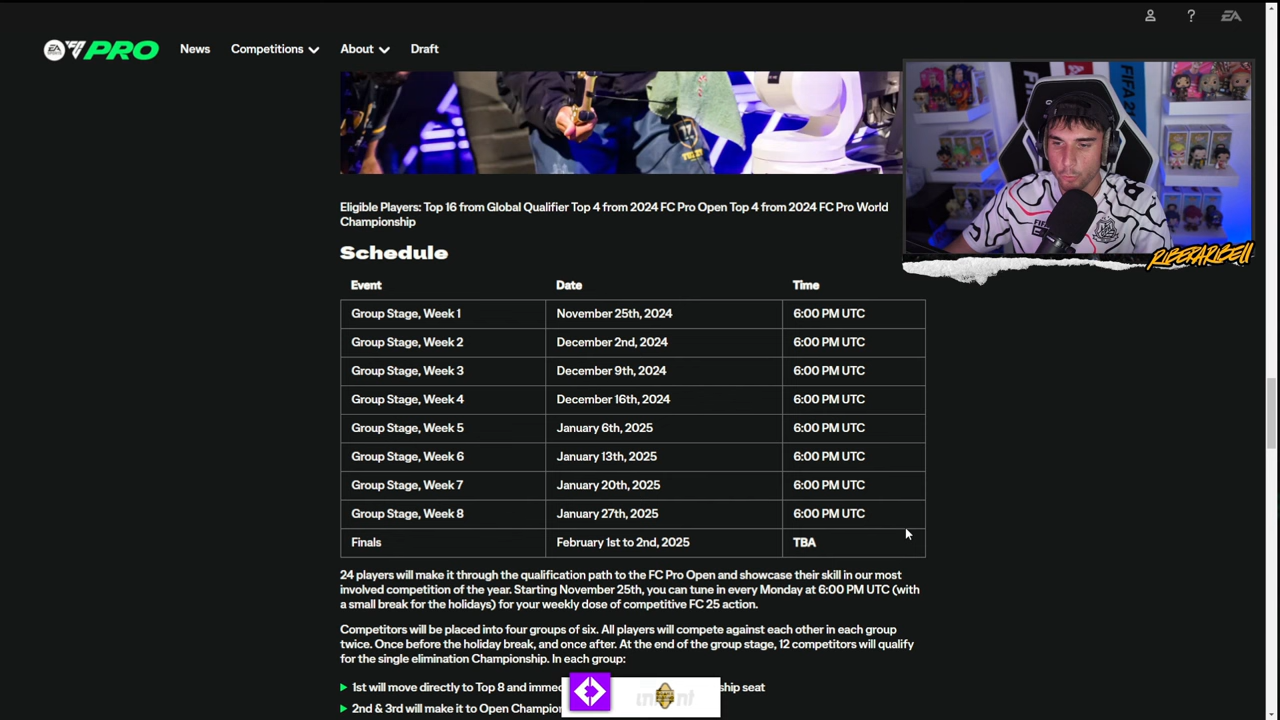 PRO
News
Competitions
About
Draft
?
EA
FIFA 2
RIBERARIBELL
Eligible Players: Top 16 from Global Qualifier Top 4 from 2024 FC Pro Open Top 4 from 2024 FC Pro World
Championship
Schedule
Event Date Time
Group Stage, Week 1 November 25th, 2024 6:00 PM UTC
Group Stage, Week 2 December 2nd, 2024 6:00 PM UTC
Group Stage, Week 3 December 9th, 2024 6:00 PM UTC
Group Stage, Week 4 December 16th, 2024 6:00 PM UTC
Group Stage, Week 5 January 6th, 2025 6:00 PM UTC
Group Stage, Week 6 January 13th, 2025 6:00 PM UTC
Group Stage, Week 7 January 20th, 2025 6:00 PM UTC
Group Stage, Week 8 January 27th, 2025 6:00 PM UTC
Finals February 1st to 2nd, 2025 TBA
24 players will make it through the qualification path to the FC Pro Open and showcase their skill in our most
involved competition of the year. Starting November 25th, you can tune in every Monday at 6:00 PM UTC (with
a small break for the holidays) for your weekly dose of competitive FC 25 action.
Competitors will be placed into four groups of six. All players will compete against each other in each group
twice. Once before the holiday break, and once after. At the end of the group stage, 12 competitors will qualify
for the single elimination Championship. In each group:
1st will move directly to Top 8 and immed ship seat
2nd & 3rd will make it to Open Champion